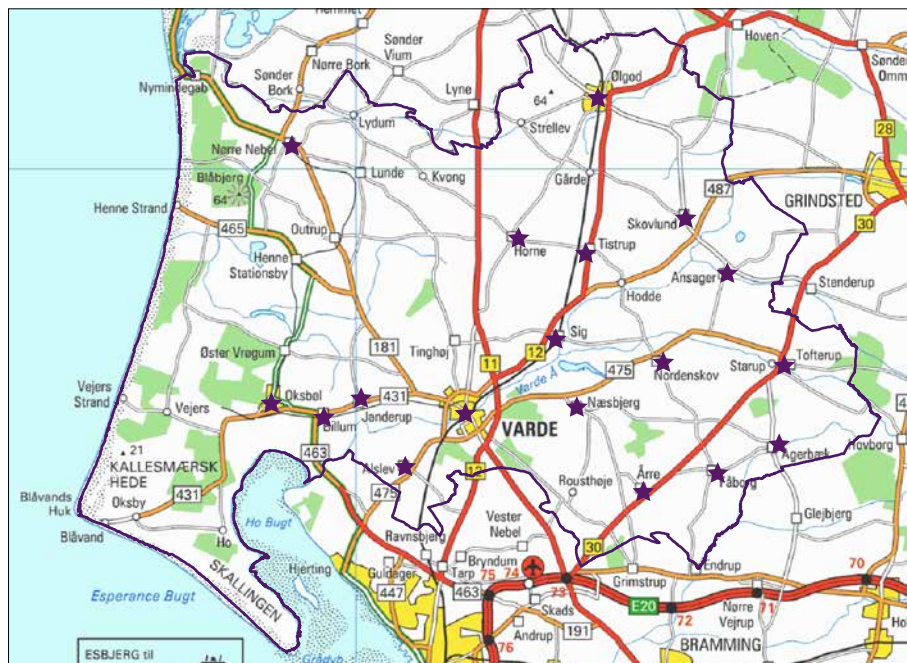 Hemmet
Hoven
Sønder
Omm
Sønder
Vium
Nørre Bork
Nymindegab
Sønder
Bork
Lyne
Ølgod
64
Lydum
Strellev
28
Nørre Nebel
Lunde
Kvong
Gårde
487
GRINDSTED
Blåbjerg
64
Henne Strand
465
Outrup
Skovlund
30
Horne
Tistrup
Henne
Stationsby
Ansager
Stenderup
Hodde
Sig
Tinghøj
181
11
12
Øster Vrøgum
475
Nordenskov
Starup
Tofterup
Varde Å
Vejers
Strand
Oksbøl
431
Janderup
Næsbjerg
Vejers
Billum
VARDE
Hovborg
21
KALLESMÆRSK
HEDE
463
Alslev
12
Agerbæk
Årre
Fåborg
431
475
Rousthøje
Blåvands
Huk
Oksby
Glejbjerg
Blåvand
Ho
Ho Bugt
Ravnsbjerg
Vester
Nebel
30
SKALLINGEN
Hjerting
Guldager
Tarp
Bryndum
Endrup
75
74
Grimstrup
70
447
463
73
Esperance Bugt
Skads
E20
72
Nørre
Vejrup
71
Ho
Andrup
191
76
BRAMMING
ESBJERG til
Grådyb